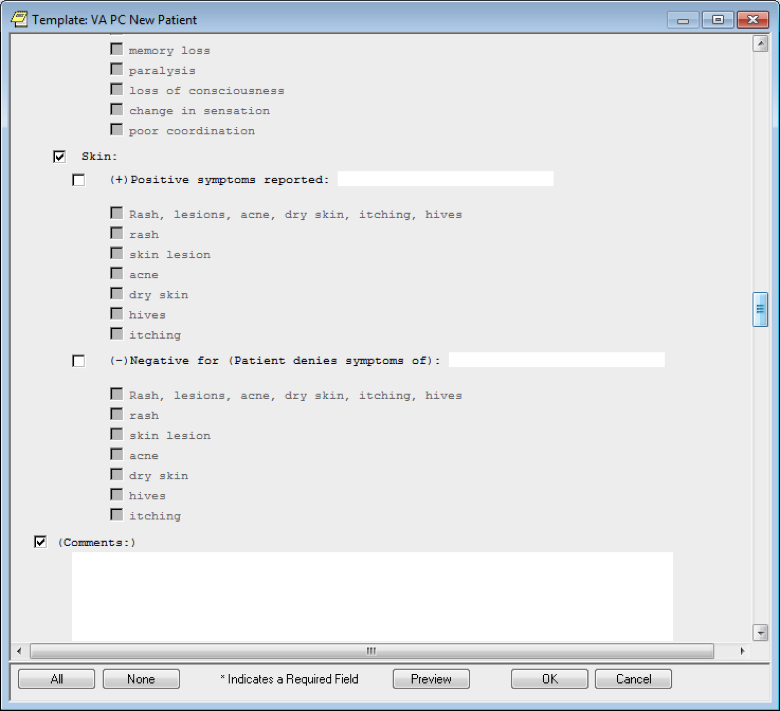 Template: VA PC New Patient
memory loss
paralysis
loss of consciousness
change in sensation
poor coordination
Skin:
(+)Positive symptoms reported:
Rash, lesions, acne, dry skin, itching, hives
rash
skin lesion
acne
dry skin
hives
itching
(-)Negative for (Patient denies symptoms of):
Rash, lesions, acne, dry skin, itching, hives
rash
skin lesion
acne
dry skin
hives
itching
(Comments:)
All None * Indicates a Required Field Preview OK Cancel